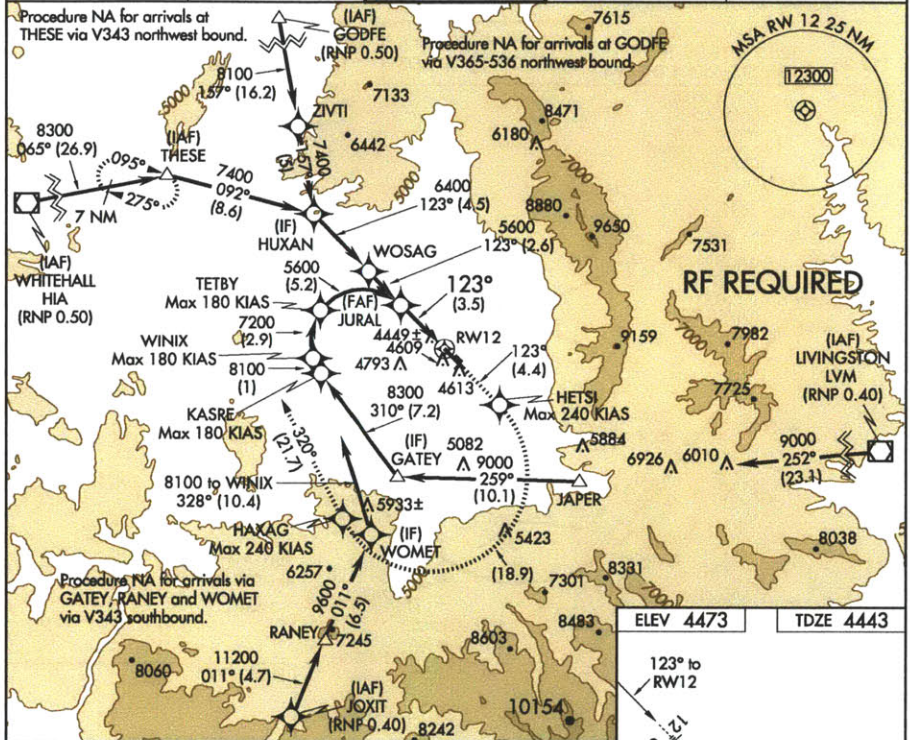 Procedure NA for arrivals at
THESE via V343 northwest bound.
(IAF)
GODFE
(RNP 0.50)
Procedure NA for arrivals at GODFE
via V365-536 northwest bound.
7615
MSA RW 12 25 NM
12300
8100
157° (16.2)
5000
7133
ZIVTI
8471
6180
6442
7400
157°
(5)
7000
5000
8300
065° (26.9)
(IAF)
THESE
095°
275°
7 NM
7400
092°
(8.6)
6400
123° (4.5)
8880
9650
7531
5600
123° (2.6)
(IF)
HUXAN
WOSAG
(IAF)
WHITEHALL
HIA
(RNP 0.50)
RF REQUIRED
TETBY
Max 180 KIAS
5600
(5.2)
(FAF)
JURAL
123°
(3.5)
7200
(2.9)
4449±
RW12
4609
4793
4613
9159
7982
(IAF)
LIVINGSTON
LVM
(RNP 0.40)
WINIX
Max 180 KIAS
8100
(1)
123°
(4.4)
7725
KASRE
Max 180 KIAS
8300
310° (7.2)
HETSI
Max 240 KIAS
320°
(21.7)
(IF)
GATEY
5082
9000
259°
(10.1)
5884
6926
6010
9000
252°
(23.1)
JAPER
8100 to WINIX
328° (10.4)
5933±
HAXAG
Max 240 KIAS
(IF)
WOMET
5423
(18.9)
8038
5000
6257
7301
8331
7000
Procedure NA for arrivals via
GATEY, RANEY and WOMET
via V343 southbound.
9600
011°
(6.5)
RANEY
7245
8603
8483
ELEV 4473
TDZE 4443
8060
11200
011° (4.7)
(IAF)
JOXIT
(RNP 0.40)
8242
10154
123° to
RW12